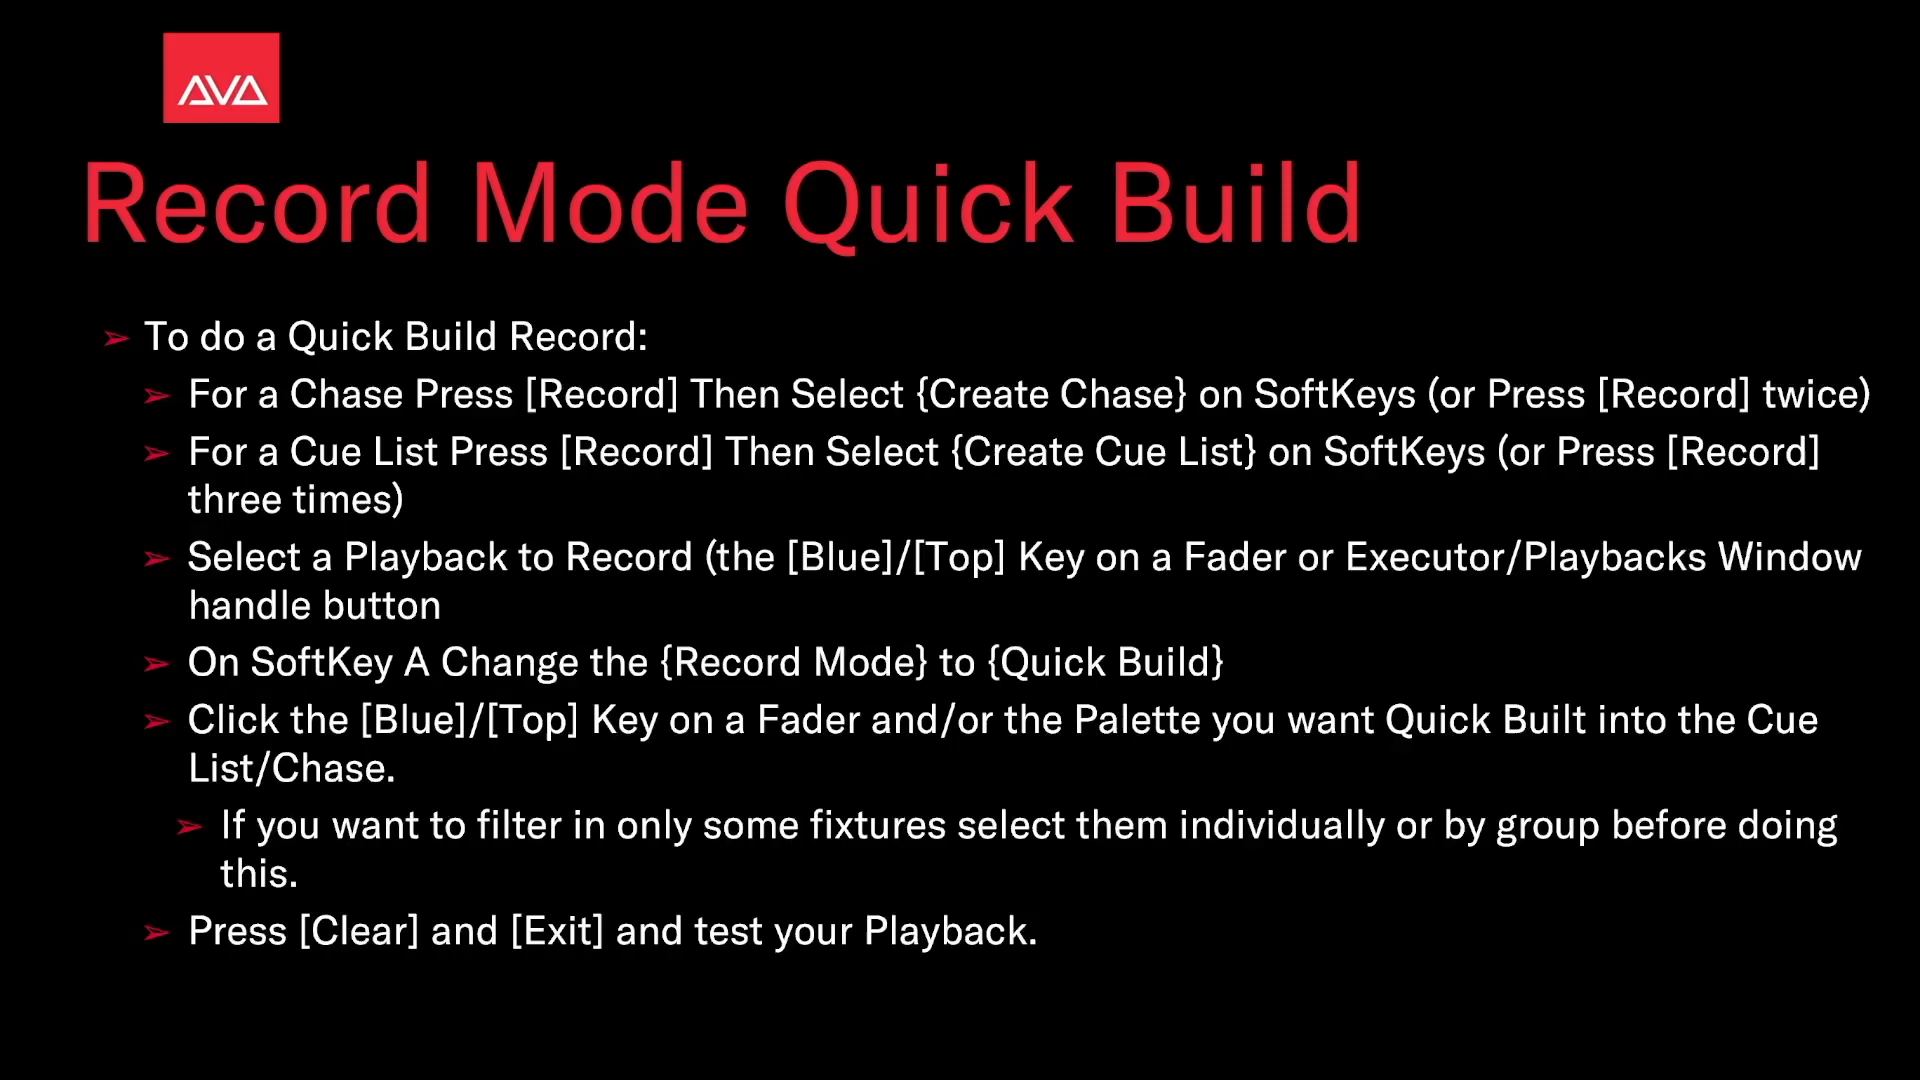 AVA
Record Mode Quick Build
➢ To do a Quick Build Record:
➢ For a Chase Press [Record] Then Select {Create Chase} on SoftKeys (or Press [Record] twice)
➢ For a Cue List Press [Record] Then Select {Create Cue List} on SoftKeys (or Press [Record]
three times)
➢ Select a Playback to Record (the [Blue]/[Top] Key on a Fader or Executor/Playbacks Window
handle button
➢ On SoftKey A Change the {Record Mode} to {Quick Build}
➢ Click the [Blue]/[Top] Key on a Fader and/or the Palette you want Quick Built into the Cue
List/Chase.
➢ If you want to filter in only some fixtures select them individually or by group before doing
this.
➢ Press [Clear] and [Exit] and test your Playback.